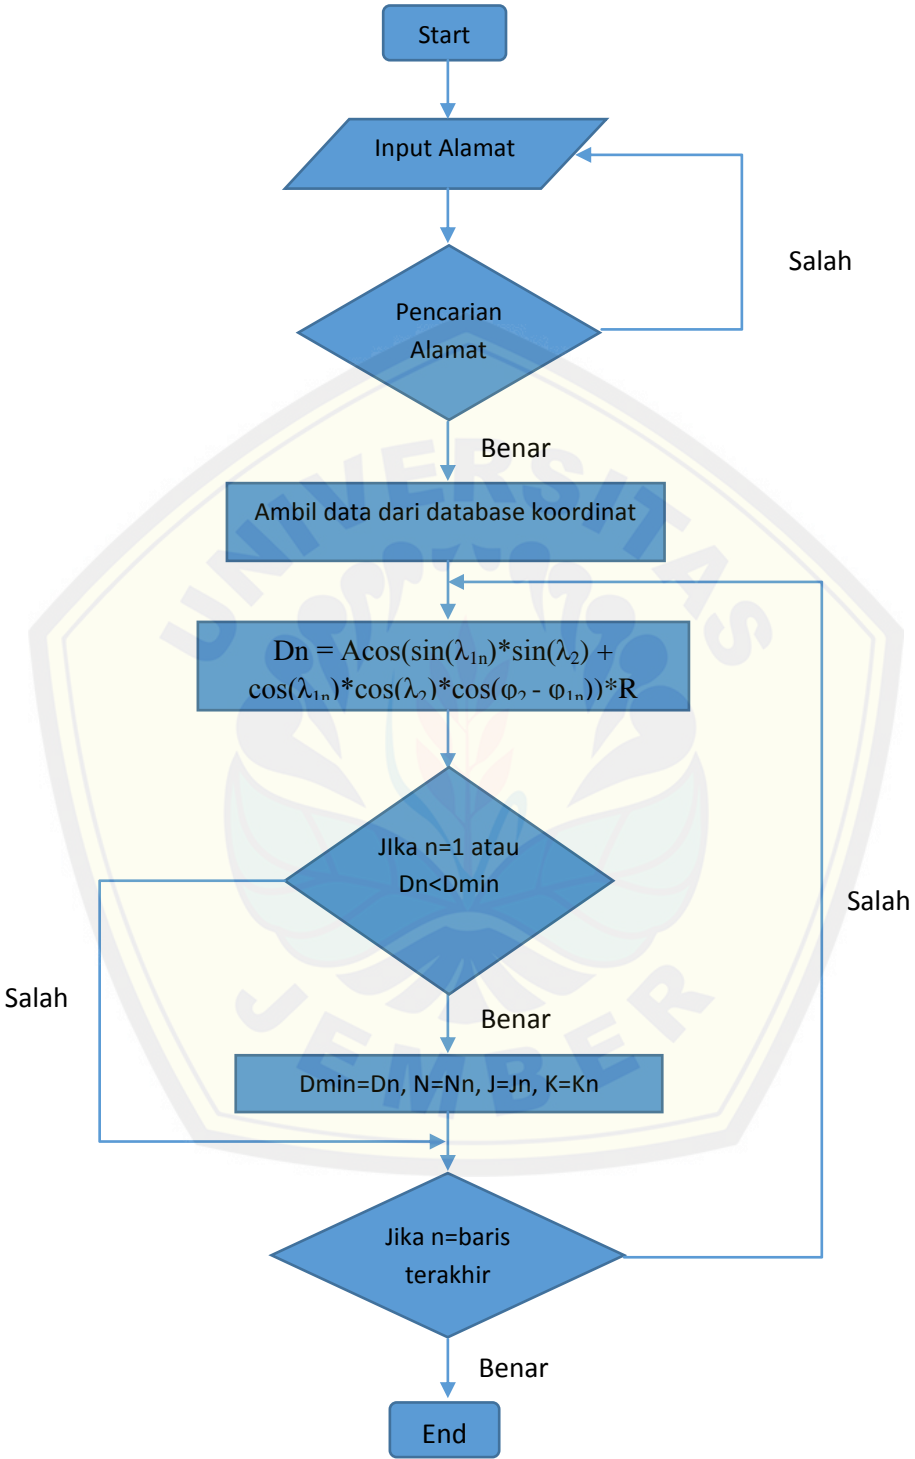 Start
Input Alamat
Salah
Pencarian
Alamat
Benar
Ambil data dari database koordinat
Dn = Acos(sin(λ₁ₙ)*sin(λ₂) +
cos(λ₁ₙ)*cos(λ₂)*cos(φ₂ - φ₁ₙ))*R
JIka n=1 atau
Dn<Dmin
Salah
Salah
Benar
Dmin=Dn, N=Nn, J=Jn, K=Kn
Jika n=baris
terakhir
Benar
End
UNIVERSITAS
JEMBER